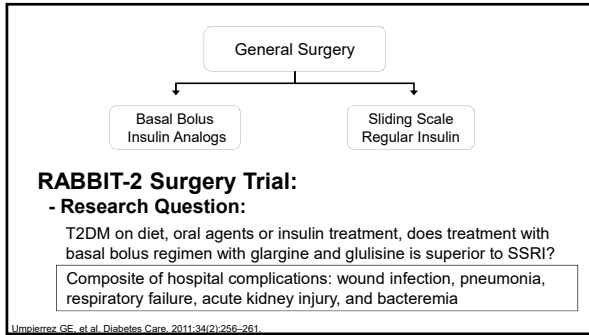 General Surgery
Basal Bolus
Insulin Analogs
Sliding Scale
Regular Insulin
RABBIT-2 Surgery Trial:
- Research Question:
T2DM on diet, oral agents or insulin treatment, does treatment with
basal bolus regimen with glargine and glulisine is superior to SSRI?
Composite of hospital complications: wound infection, pneumonia,
respiratory failure, acute kidney injury, and bacteremia
Umpierrez GE, et al. Diabetes Care. 2011;34(2):256–261.